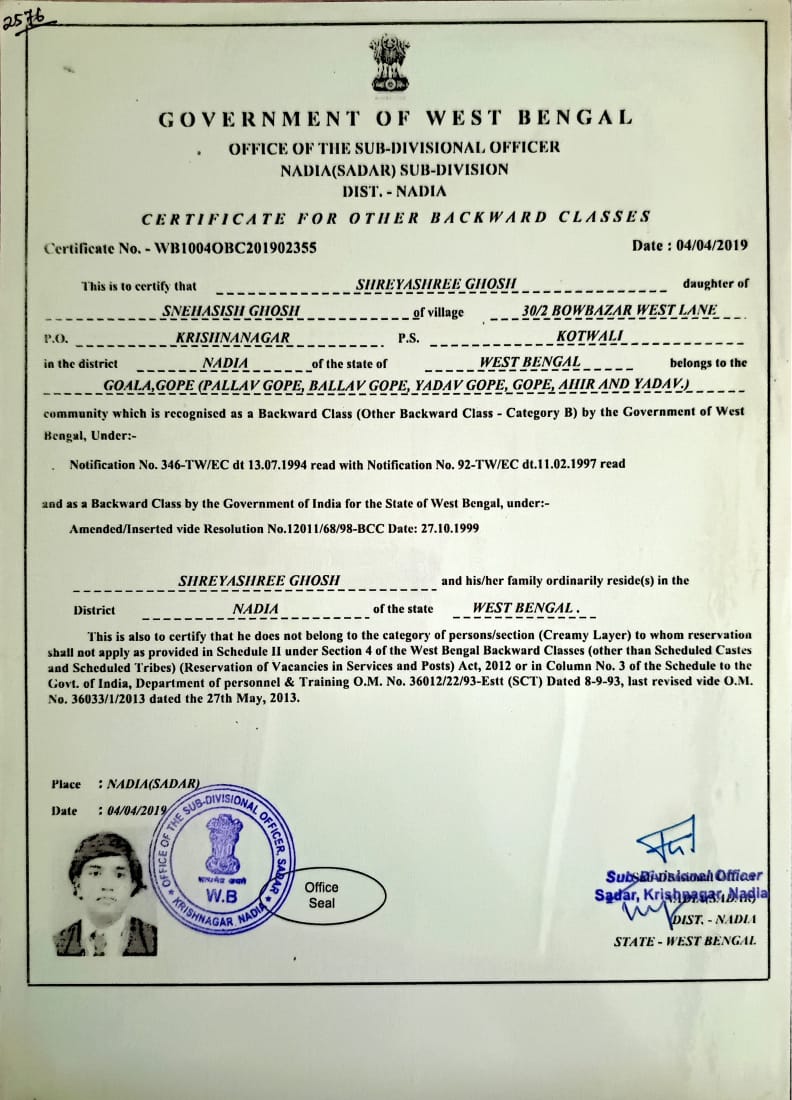 2576
GOVERNMENT OF WEST BENGAL
OFFICE OF THE SUB-DIVISIONAL OFFICER
NADIA(SADAR) SUB-DIVISION
DIST. - NADIA
CERTIFICATE FOR OTHER BACKWARD CLASSES
Certificate No. - WB1004OBC201902355 Date : 04/04/2019
This is to certify that SHREYASHREE GHOSH daughter of
SNEHASISH GHOSH of village 30/2 BOWBAZAR WEST LANE
P.O. KRISHNANAGAR P.S. KOTWALI
in the district NADIA of the state of WEST BENGAL belongs to the
GOALA,GOPE (PALLAV GOPE, BALLAV GOPE, YADAV GOPE, GOPE, AHIR AND YADAV.)
community which is recognised as a Backward Class (Other Backward Class - Category B) by the Government of West
Bengal, Under:-
Notification No. 346-TW/EC dt 13.07.1994 read with Notification No. 92-TW/EC dt.11.02.1997 read
and as a Backward Class by the Government of India for the State of West Bengal, under:-
Amended/Inserted vide Resolution No.12011/68/98-BCC Date: 27.10.1999
SHREYASHREE GHOSH and his/her family ordinarily reside(s) in the
District NADIA of the state WEST BENGAL .
This is also to certify that he does not belong to the category of persons/section (Creamy Layer) to whom reservation
shall not apply as provided in Schedule II under Section 4 of the West Bengal Backward Classes (other than Scheduled Castes
and Scheduled Tribes) (Reservation of Vacancies in Services and Posts) Act, 2012 or in Column No. 3 of the Schedule to the
Govt. of India, Department of personnel & Training O.M. No. 36012/22/93-Estt (SCT) Dated 8-9-93, last revised vide O.M.
No. 36033/1/2013 dated the 27th May, 2013.
Place : NADIA(SADAR)
Date : 04/04/2019
OFFICE OF THE SUB-DIVISIONAL OFFICER, SADAR
W.B
KRISHNAGAR, NADIA
Office
Seal
Sub-Divisional Officer
Sadar, Krishnagar, Nadia
DIST. - NADIA
STATE - WEST BENGAL